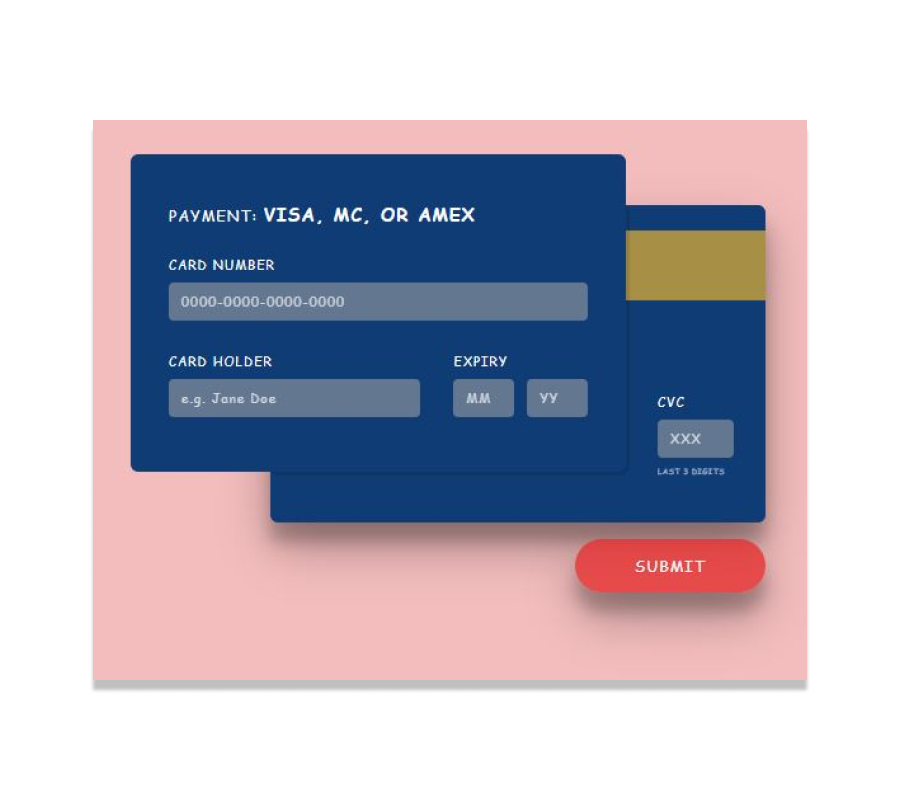 PAYMENT: VISA, MC, OR AMEX
CARD NUMBER
0000-0000-0000-0000
CARD HOLDER
e.g. Jane Doe
EXPIRY
MM YY
CVC
XXX
LAST 3 DIGITS
SUBMIT